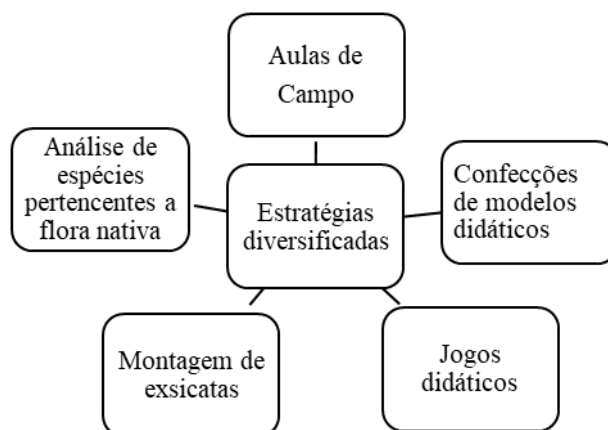 Aulas de
Campo
Análise de
espécies
pertencentes a
flora nativa
Estratégias
diversificadas
Confecções
de modelos
didáticos
Montagem de
exsicatas
Jogos
didáticos